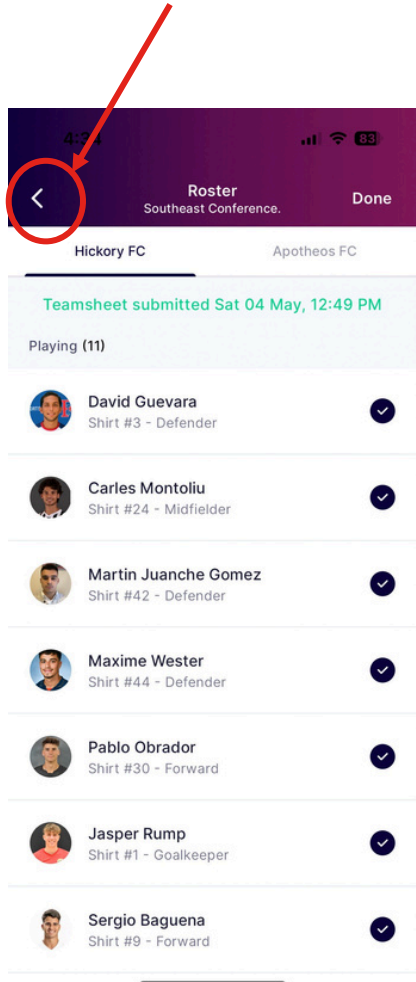 83
Roster
Southeast Conference.
Done
Hickory FC
Apotheos FC
Teamsheet submitted Sat 04 May, 12:49 PM
Playing (11)
David Guevara
Shirt #3 - Defender
Carles Montoliu
Shirt #24 - Midfielder
Martin Juanche Gomez
Shirt #42 - Defender
Maxime Wester
Shirt #44 - Defender
Pablo Obrador
Shirt #30 - Forward
Jasper Rump
Shirt #1 - Goalkeeper
Sergio Baguena
Shirt #9 - Forward